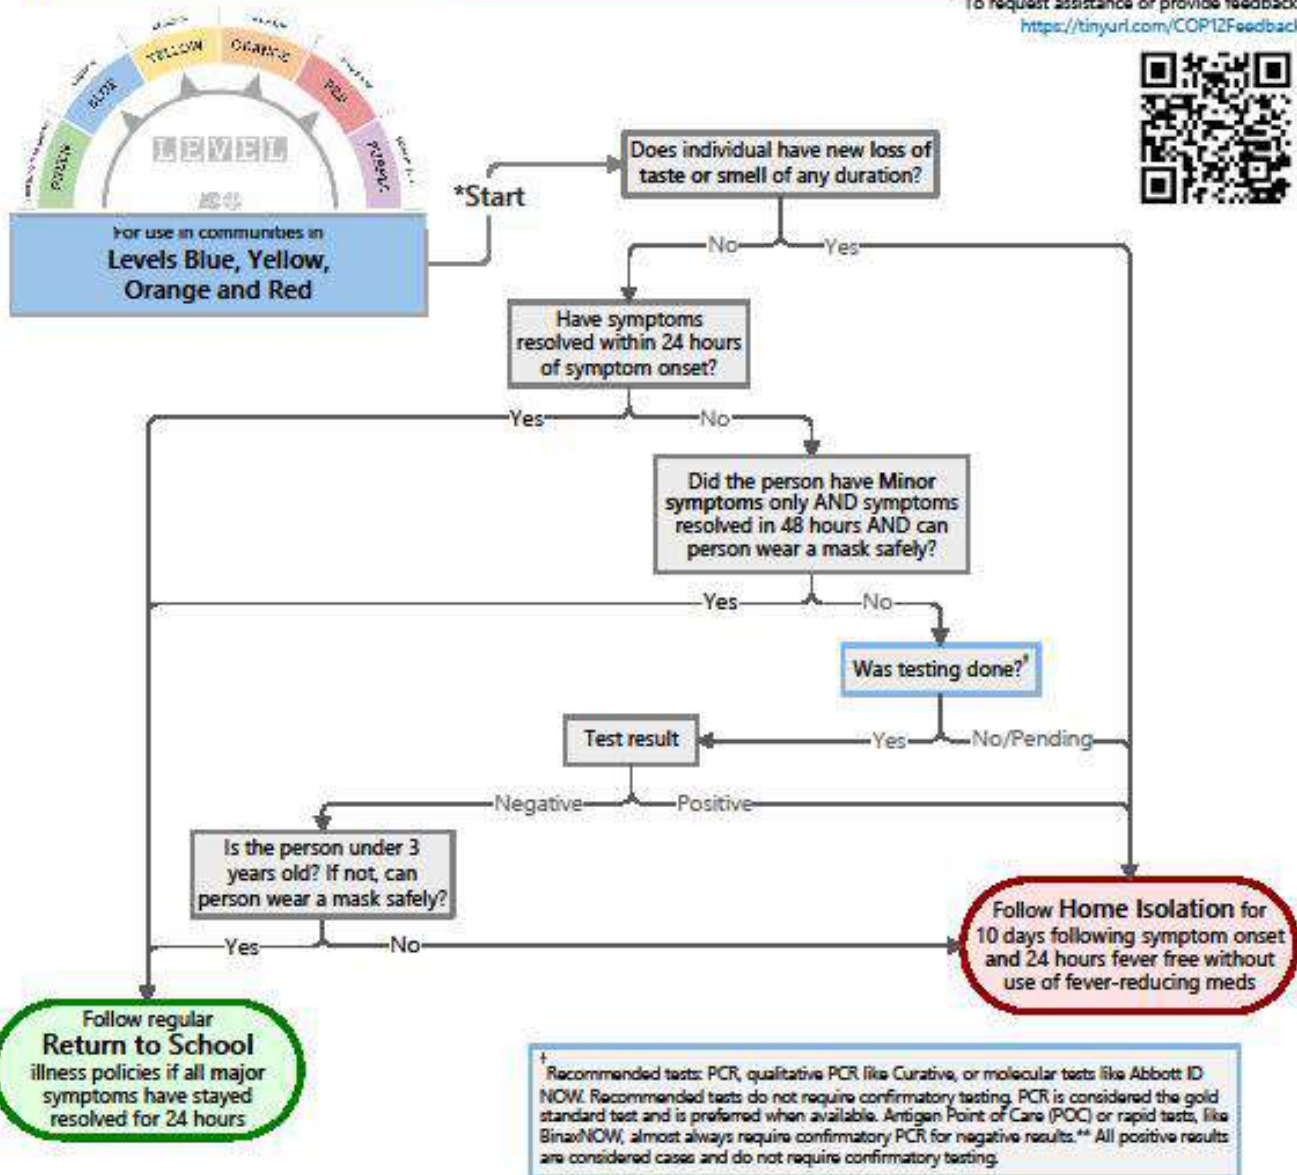 To request assistance or provide feedback
https://tinyurl.com/COP12Feedback
YELLOW
ORANGE
BLUE
RED
GREEN
PURPLE
LEVEL
For use in communities in
Levels Blue, Yellow,
Orange and Red
*Start
Does individual have new loss of
taste or smell of any duration?
No
Yes
Have symptoms
resolved within 24 hours
of symptom onset?
Yes
No
Did the person have Minor
symptoms only AND symptoms
resolved in 48 hours AND can
person wear a mask safely?
Yes
No
Was testing done?†
Test result
Yes
No/Pending
Negative
Positive
Is the person under 3
years old? If not, can
person wear a mask safely?
Yes
No
Follow Home Isolation for
10 days following symptom onset
and 24 hours fever free without
use of fever-reducing meds
Follow regular
Return to School
illness policies if all major
symptoms have stayed
resolved for 24 hours
†
Recommended tests: PCR, qualitative PCR like Curative, or molecular tests like Abbott ID
NOW. Recommended tests do not require confirmatory testing. PCR is considered the gold
standard test and is preferred when available. Antigen Point of Care (POC) or rapid tests, like
BinaxNOW, almost always require confirmatory PCR for negative results.** All positive results
are considered cases and do not require confirmatory testing.